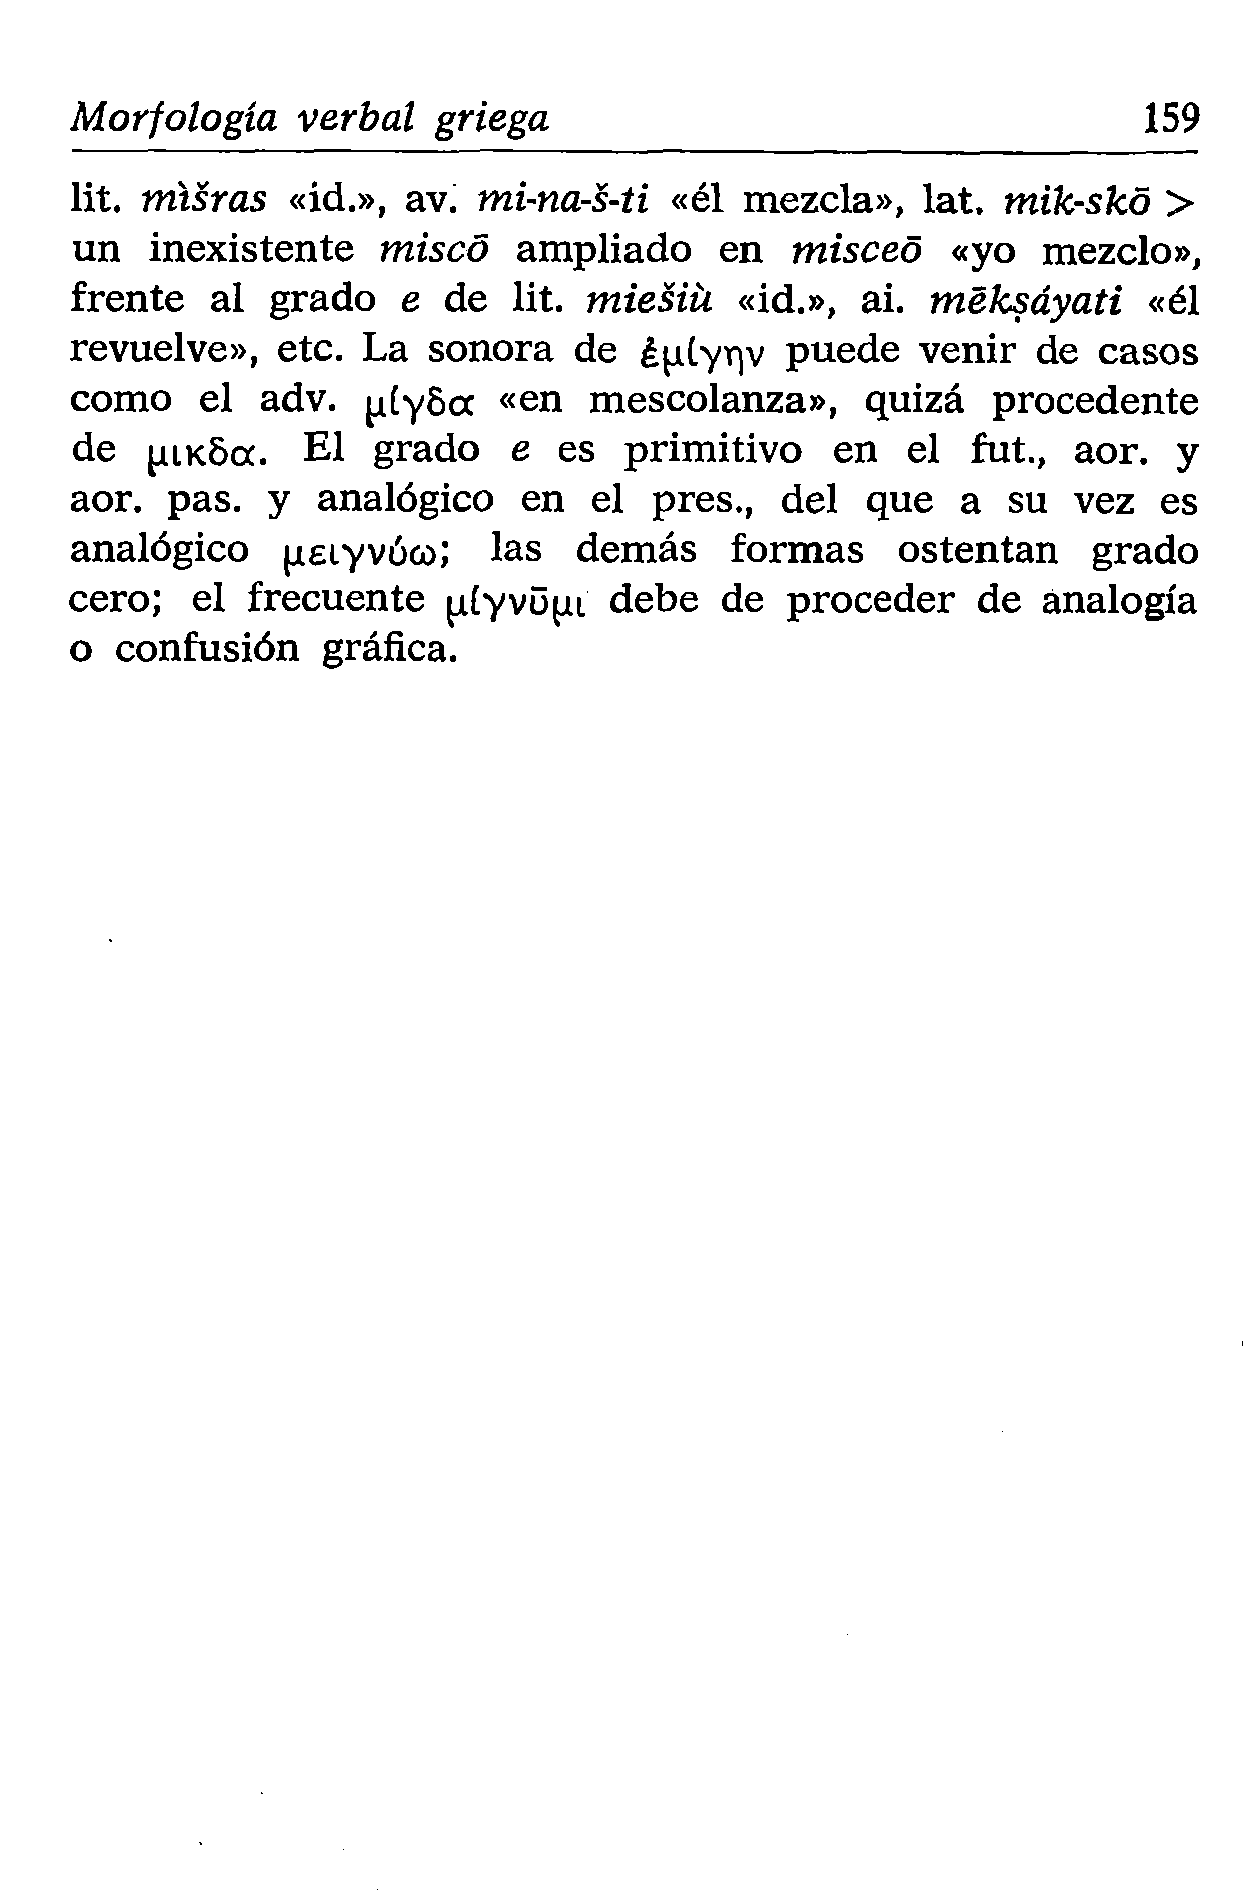 Morfología verbal griega 159
lit. mìšras «id.», av. mi-na-š-ti «él mezcla», lat. mik-skō >
un inexistente miscō ampliado en misceō «yo mezclo»,
frente al grado e de lit. miešiù «id.», ai. mēkṣáyati «él
revuelve», etc. La sonora de ἐμίγην puede venir de casos
como el adv. μίγδα «en mescolanza», quizá procedente
de μικδα. El grado e es primitivo en el fut., aor. y
aor. pas. y analógico en el pres., del que a su vez es
analógico μειγνύω; las demás formas ostentan grado
cero; el frecuente μίγνῡμι debe de proceder de analogía
o confusión gráfica.